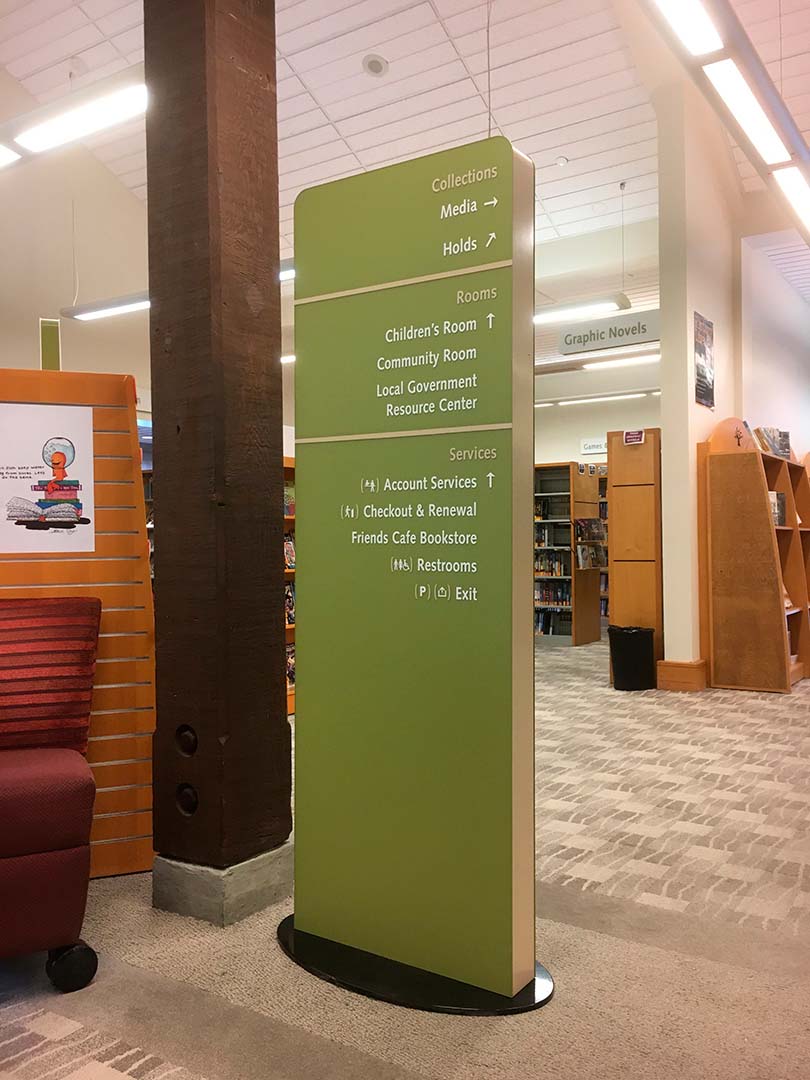 Collections
Media →
Holds ↗
Rooms
Children's Room ↑
Community Room
Local Government
Resource Center
Services
Account Services ↑
Checkout & Renewal
Friends Cafe Bookstore
Restrooms
(P) Exit
Graphic Novels
Games